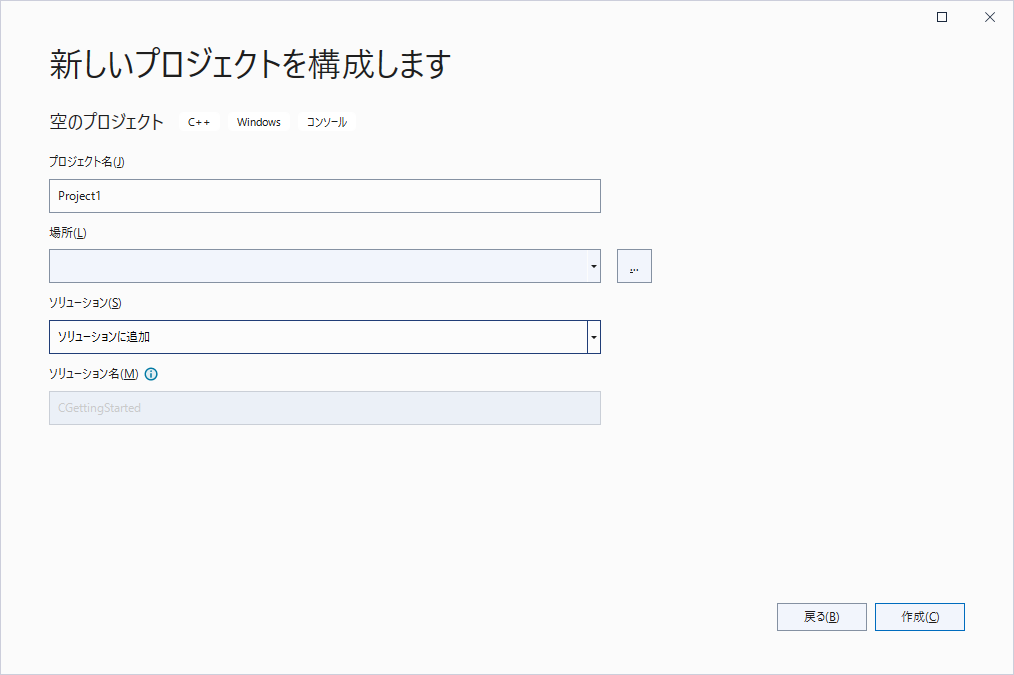 新しいプロジェクトを構成します
空のプロジェクト C++ Windows コンソール
プロジェクト名(J)
Project1
場所(L)
...
ソリューション(S)
ソリューションに追加
ソリューション名(M)
CGettingStarted
戻る(B) 作成(C)